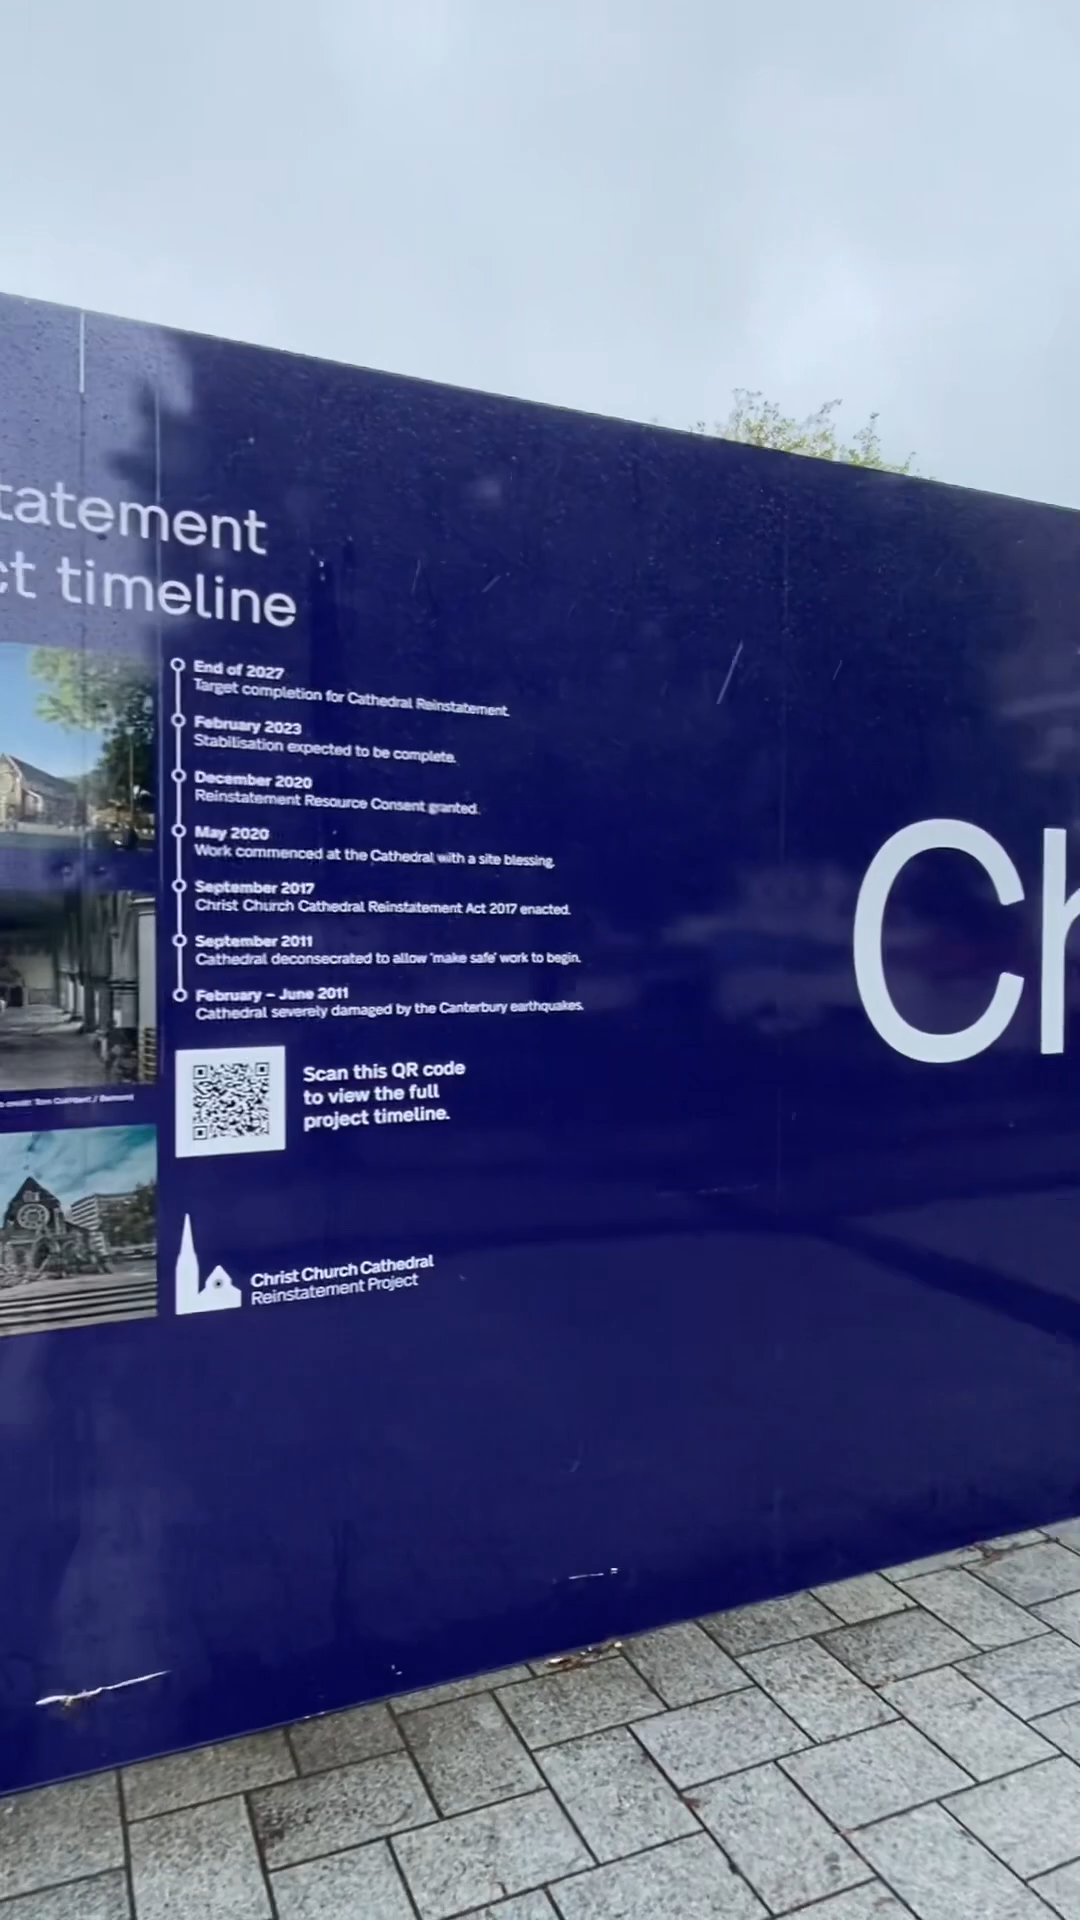 tatement
ct timeline
End of 2027
Target completion for Cathedral Reinstatement.
February 2023
Stabilisation expected to be complete.
December 2020
Reinstatement Resource Consent granted.
May 2020
Work commenced at the Cathedral with a site blessing.
September 2017
Christ Church Cathedral Reinstatement Act 2017 enacted.
September 2011
Cathedral deconsecrated to allow 'make safe' work to begin.
February – June 2011
Cathedral severely damaged by the Canterbury earthquakes.
Scan this QR code
to view the full
project timeline.
Christ Church Cathedral
Reinstatement Project
Ch